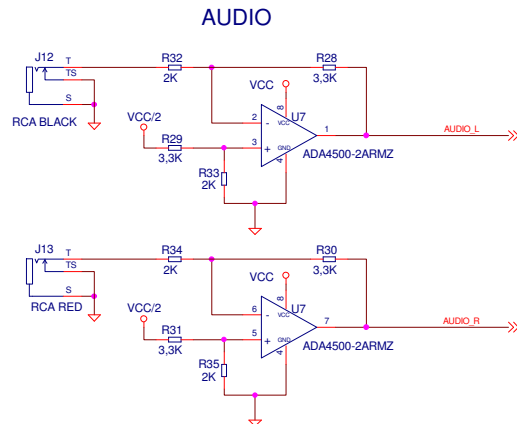 AUDIO
J12
T
TS
S
RCA BLACK
R32
2K
R28
3,3K
VCC
VCC/2
R29
3,3K
R33
2K
2
-
3
+
8
VCC
GND
4
U7
1
ADA4500-2ARMZ
AUDIO_L
J13
T
TS
S
RCA RED
R34
2K
R30
3,3K
VCC
VCC/2
R31
3,3K
R35
2K
6
-
5
+
8
VCC
GND
4
U7
7
ADA4500-2ARMZ
AUDIO_R